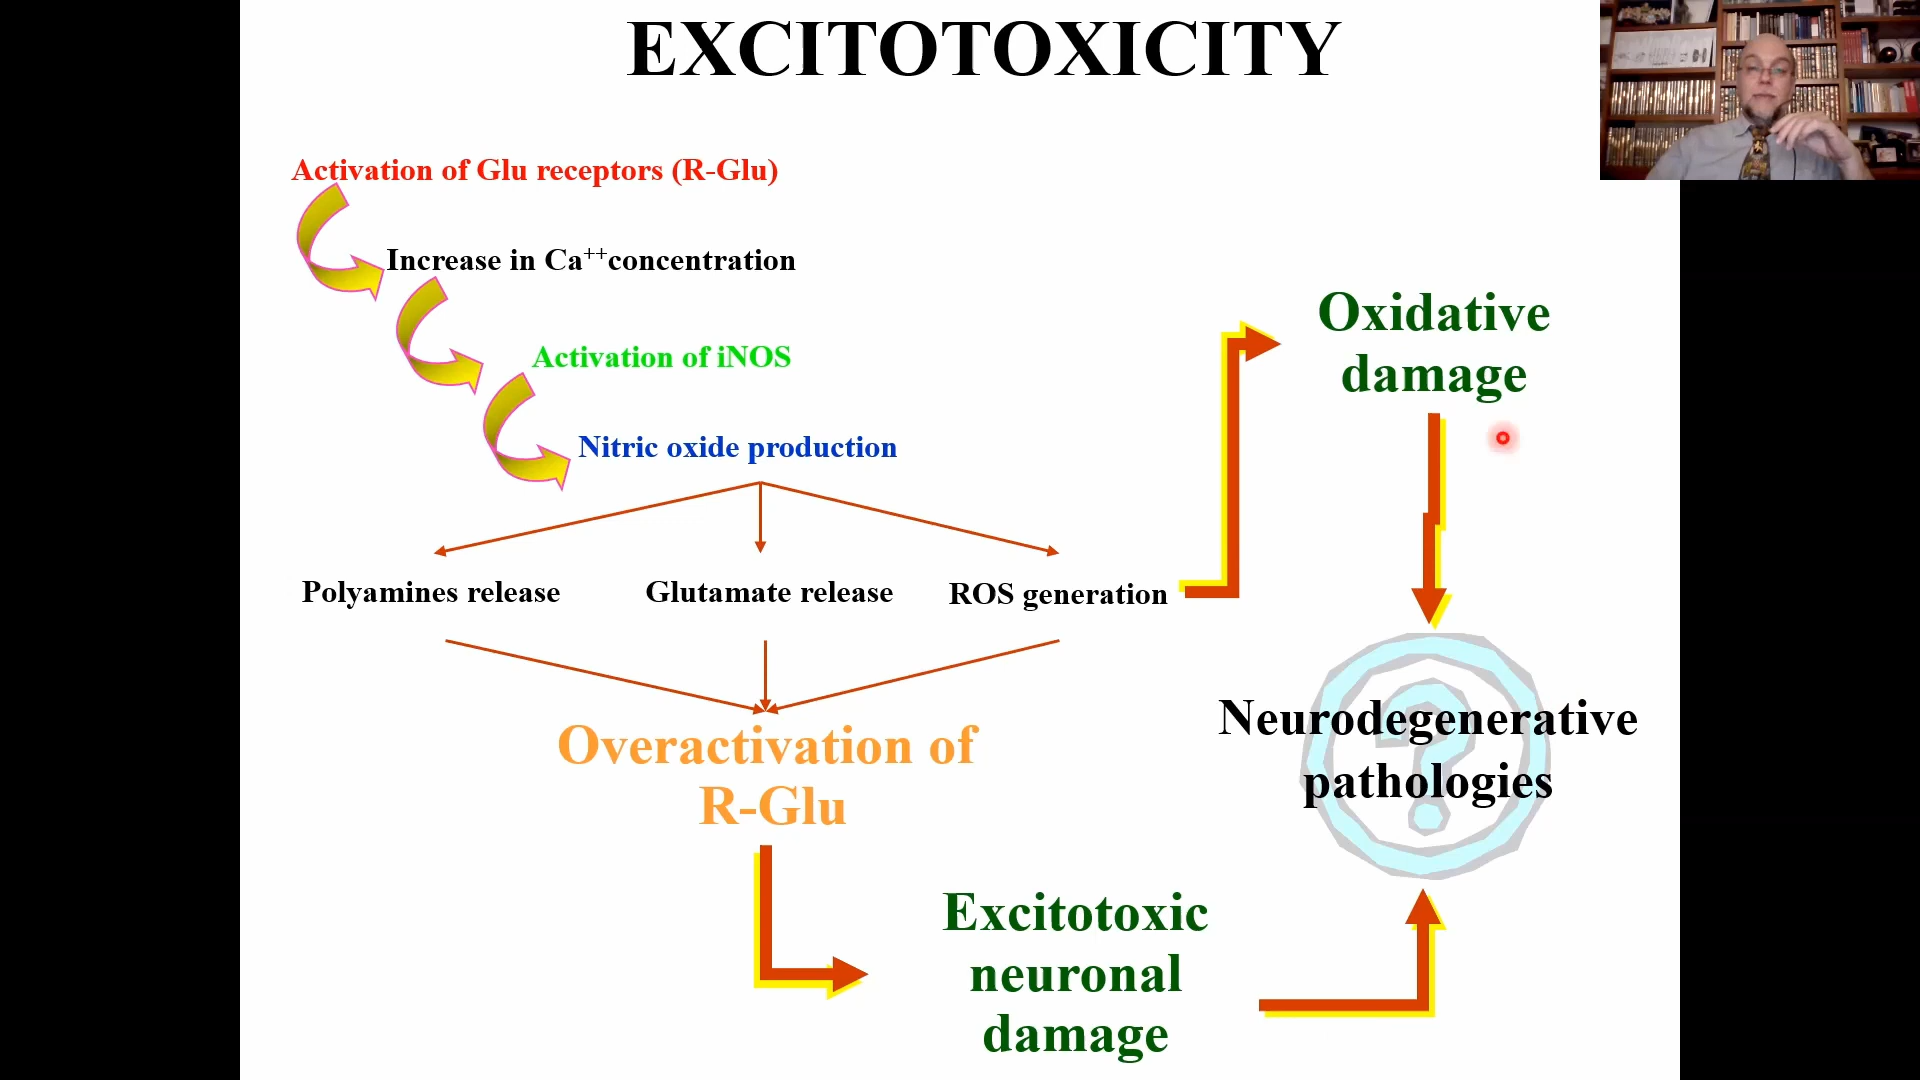 EXCITOTOXICITY
Activation of Glu receptors (R-Glu)
Increase in Ca⁺⁺concentration
Activation of iNOS
Nitric oxide production
Polyamines release
Glutamate release
ROS generation
Overactivation of
R-Glu
Excitotoxic
neuronal
damage
Oxidative
damage
Neurodegenerative
pathologies
?